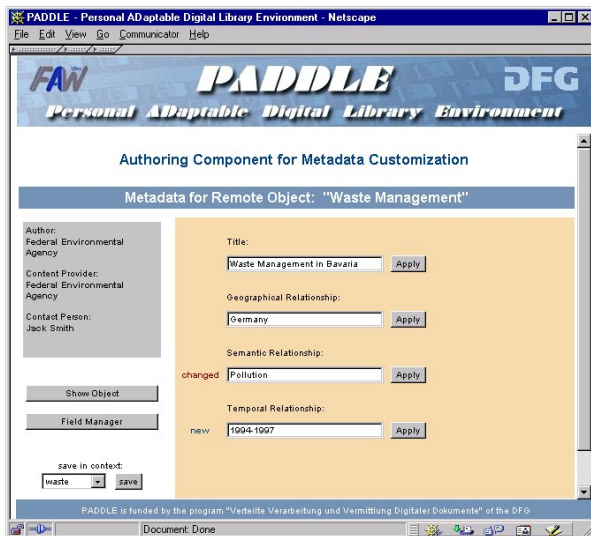 PADDLE - Personal ADaptable Digital Library Environment - Netscape
File Edit View Go Communicator Help
FAW
PADDLE
DFG
Personal ADaptable Digital Library Environment
Authoring Component for Metadata Customization
Metadata for Remote Object: "Waste Management"
Author:
Federal Environmental
Agency
Content Provider:
Federal Environmental
Agency
Contact Person:
Jack Smith
Show Object
Field Manager
save in context:
waste save
Title:
Waste Management in Bavaria Apply
Geographical Relationship:
Germany Apply
Semantic Relationship:
changed Pollution Apply
Temporal Relationship:
new 1994-1997 Apply
PADDLE is funded by the program "Verteilte Verarbeitung und Vermittlung Digitaler Dokumente" of the DFG
Document: Done